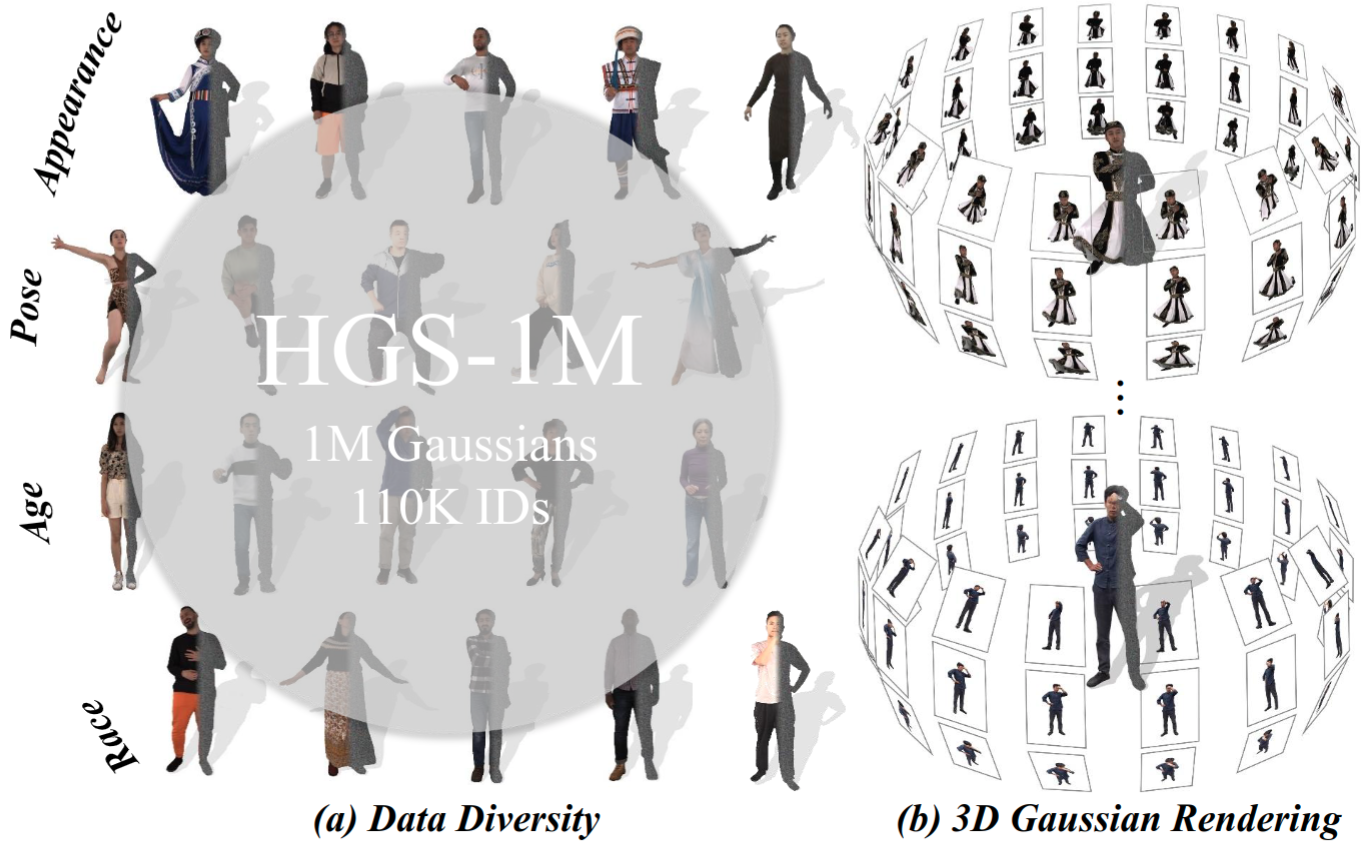 Appearance
Pose
HGS-1M
1M Gaussians
Age
110K IDs
Race
(a) Data Diversity
(b) 3D Gaussian Rendering